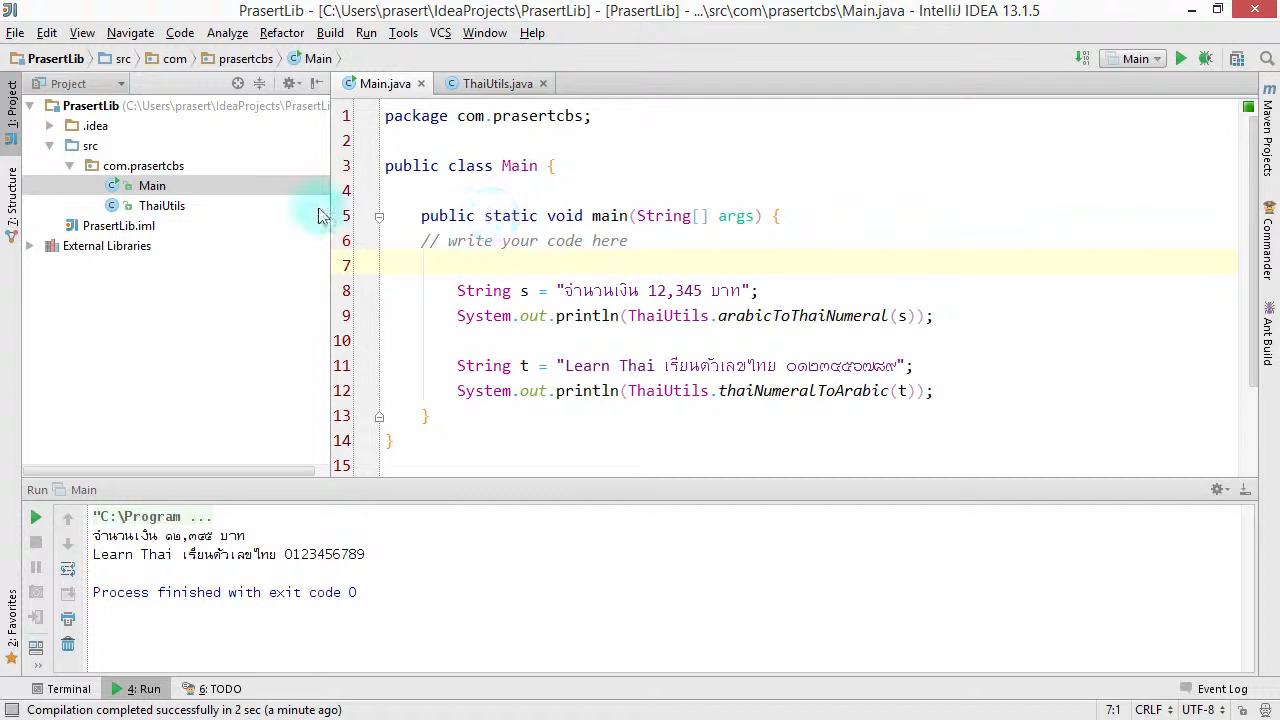 PrasertLib - [C:\Users\prasert\IdeaProjects\PrasertLib] - [PrasertLib] - ...\src\com\prasertcbs\Main.java - IntelliJ IDEA 13.1.5
File Edit View Navigate Code Analyze Refactor Build Run Tools VCS Window Help
PrasertLib src com prasertcbs Main
Main
Project
Main.java ThaiUtils.java
1: Project
7: Structure
2: Favorites
PrasertLib (C:\Users\prasert\IdeaProjects\PrasertLi
.idea
src
com.prasertcbs
Main
ThaiUtils
PrasertLib.iml
External Libraries
1 package com.prasertcbs;
2
3 public class Main {
4
5 public static void main(String[] args) {
6 // write your code here
7
8 String s = "จำนานเงิน 12,345 บาท";
9 System.out.println(ThaiUtils.arabicToThaiNumeral(s));
10
11 String t = "Learn Thai เรียนตัวเลขไทย ๐๑๒๓๔๕๖๗๘๙";
12 System.out.println(ThaiUtils.thaiNumeralToArabic(t));
13 }
14 }
15
Maven Projects
Commander
Ant Build
Run Main
"C:\Program ...
จำนวนเงิน ๑๒,๓๔๕ บาท
Learn Thai เรียนตัวเลขไทย 0123456789
Process finished with exit code 0
Terminal 4: Run 6: TODO Event Log
Compilation completed successfully in 2 sec (a minute ago) 7:1 CRLF UTF-8